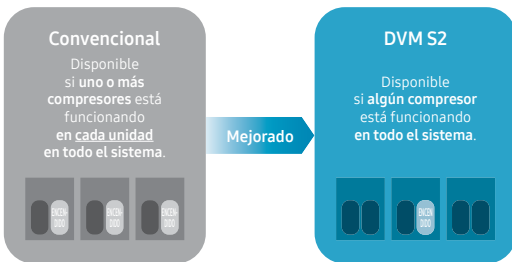 Convencional
Disponible
si uno o más
compresores está
funcionando
en cada unidad
en todo el sistema.
ENCEN
DIDO
ENCEN
DIDO
ENCEN
DIDO
Mejorado
DVM S2
Disponible
si algún compresor
está funcionando
en todo el sistema.
ENCEN
DIDO